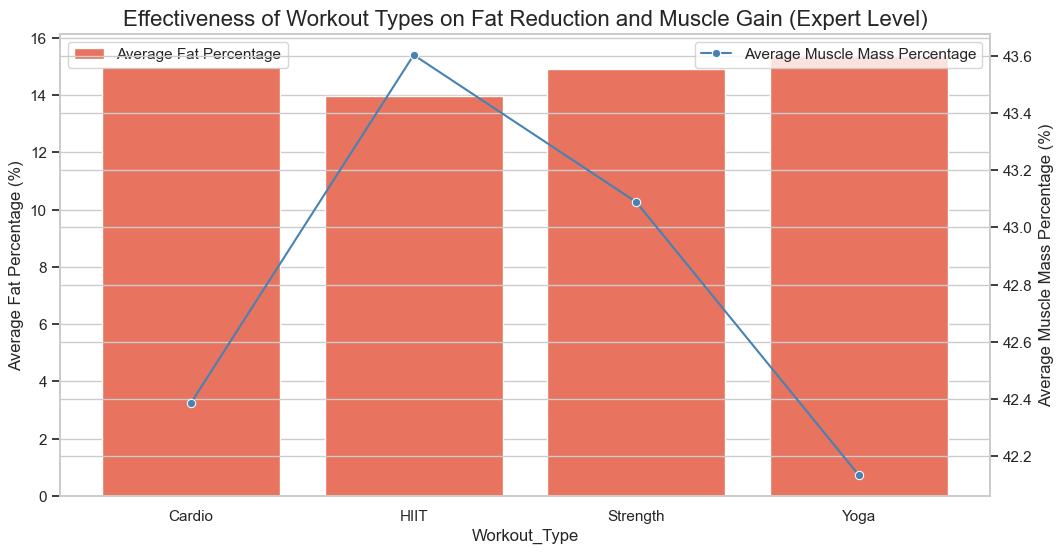 Effectiveness of Workout Types on Fat Reduction and Muscle Gain (Expert Level)
Average Fat Percentage
Average Muscle Mass Percentage
Average Fat Percentage (%)
16
14
12
10
8
6
4
2
0
43.6
43.4
43.2
43.0
42.8
42.6
42.4
42.2
Average Muscle Mass Percentage (%)
Cardio
HIIT
Strength
Yoga
Workout_Type